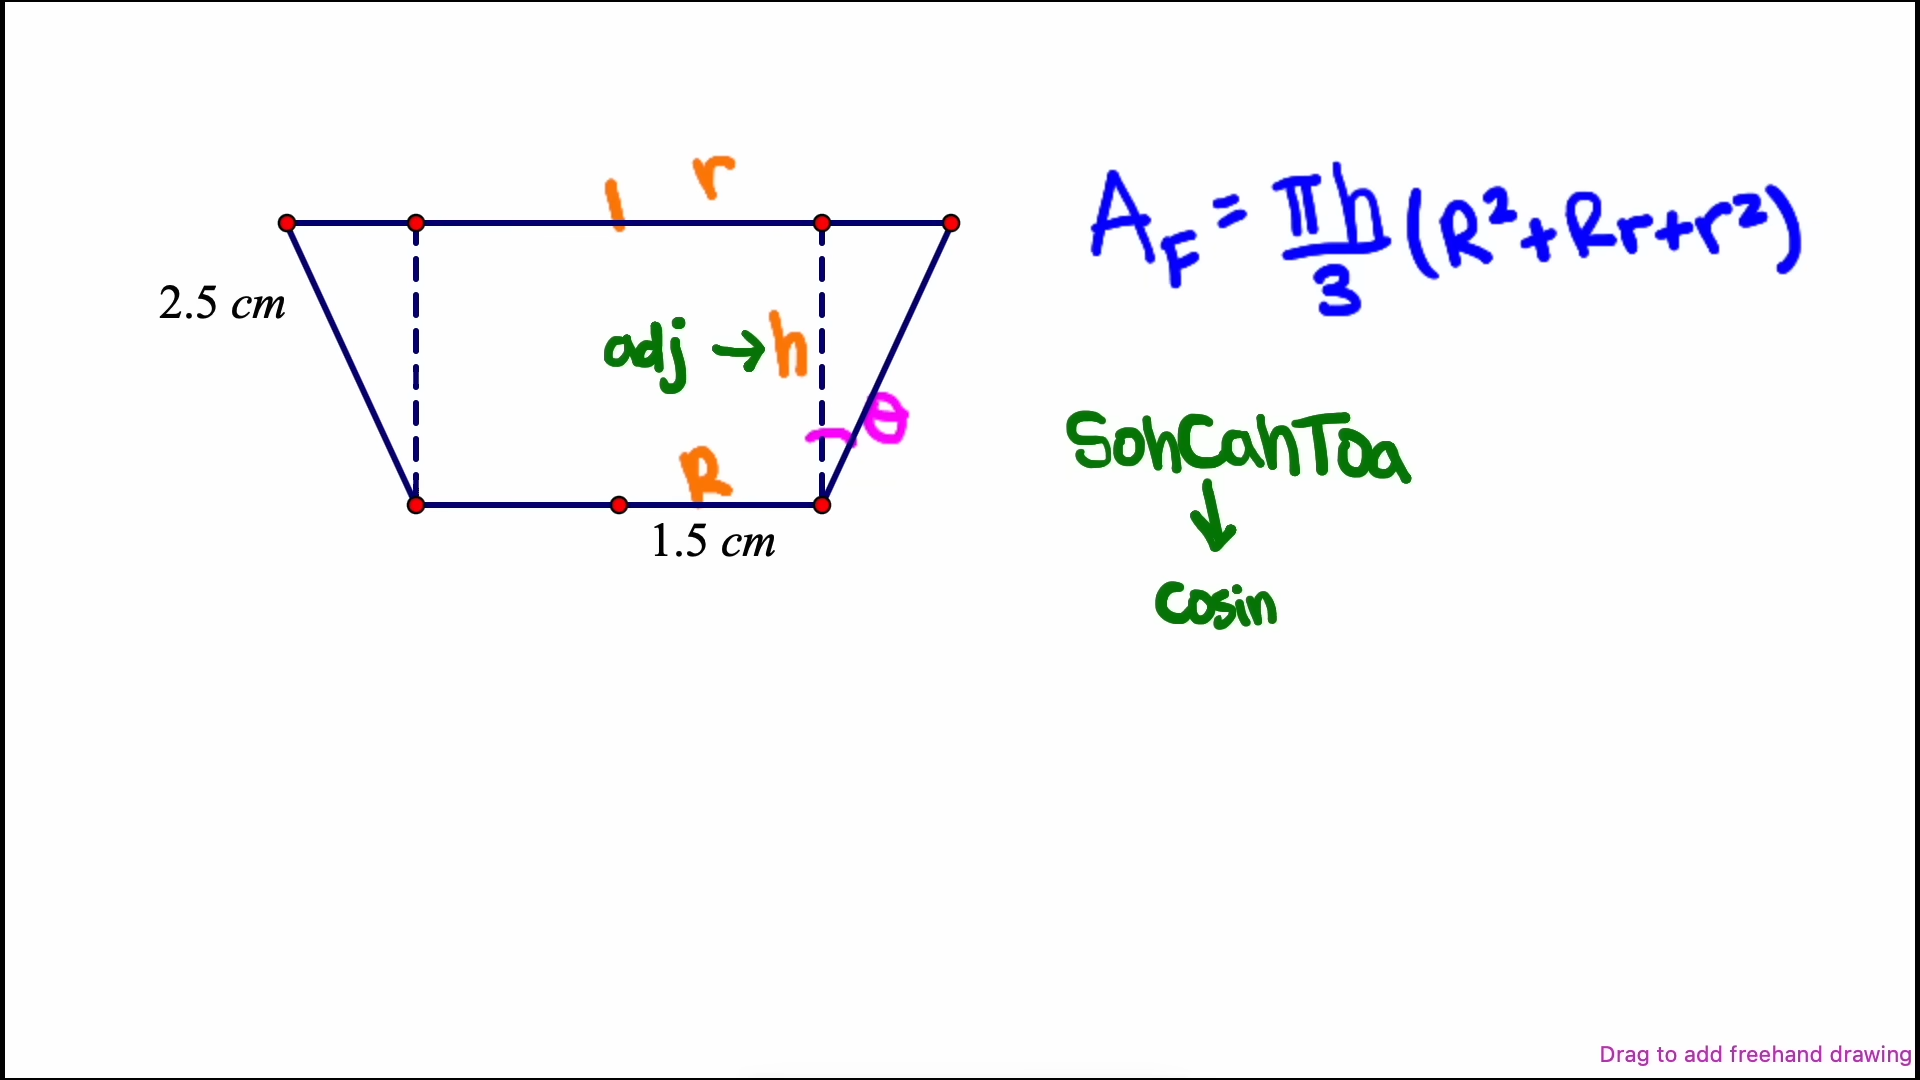 r
2.5 cm
adj → h
θ
R
1.5 cm
A_F = πh/3 (R² + Rr + r²)
SohCahToa
↓
Cosin
Drag to add freehand drawing